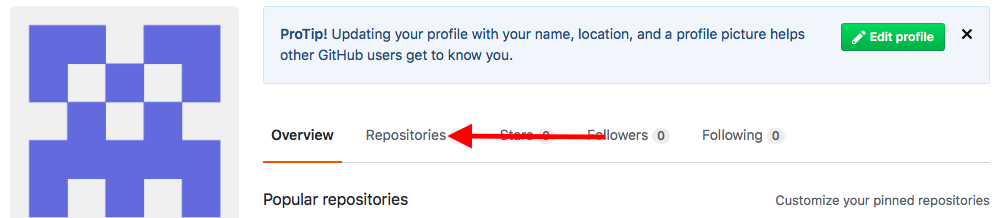 ProTip! Updating your profile with your name, location, and a profile picture helps
other GitHub users get to know you.
Edit profile
Overview Repositories Stars 0 Followers 0 Following 0
Popular repositories
Customize your pinned repositories